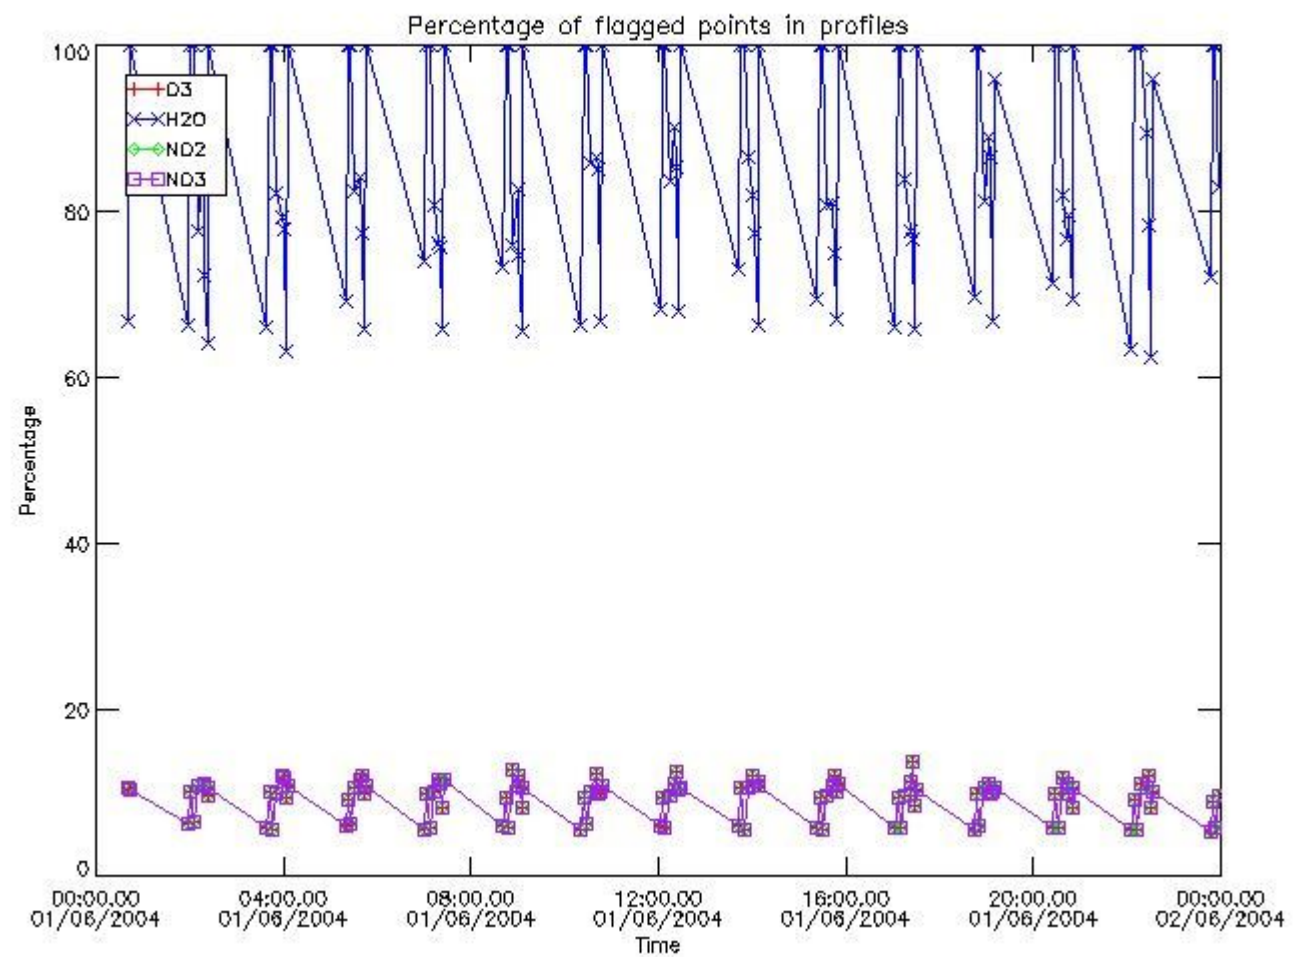 Percentage of flagged points in profiles
100
O3
H2O
NO2
NO3
80
60
Percentage
40
20
0
00:00.00 04:00.00 08:00.00 12:00.00 16:00.00 20:00.00 00:00.00
01/06/2004 01/06/2004 01/06/2004 01/06/2004 01/06/2004 01/06/2004 02/06/2004
Time